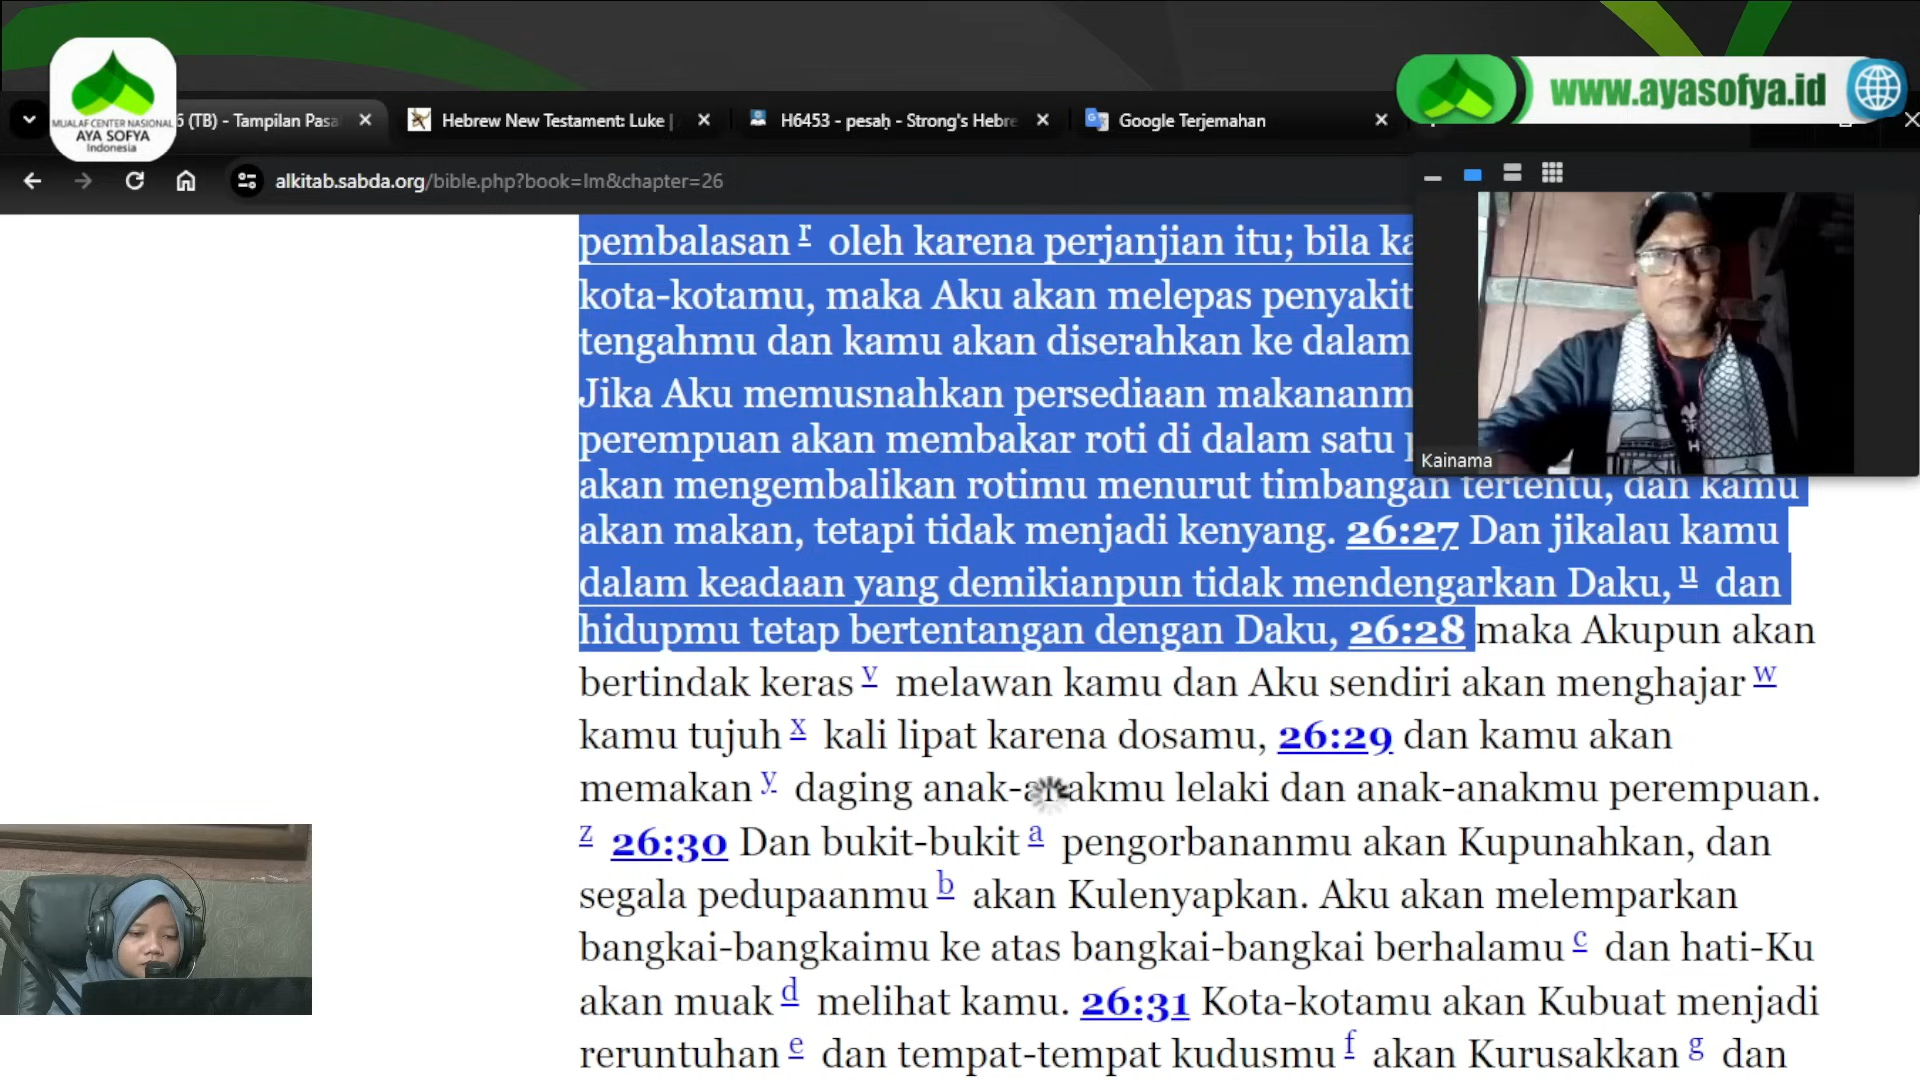 MUALAF CENTER NASIONAL
AYA SOFYA
Indonesia
www.ayasofya.id
(TB) - Tampilan Pasa
Hebrew New Testament: Luke |
H6453 - pesaḥ - Strong's Hebre
Google Terjemahan
alkitab.sabda.org/bible.php?book=Im&chapter=26
pembalasan r oleh karena perjanjian itu; bila ka
kota-kotamu, maka Aku akan melepas penyakit
tengahmu dan kamu akan diserahkan ke dalam
Jika Aku memusnahkan persediaan makananm
perempuan akan membakar roti di dalam satu p
Kainama
akan mengembalikan rotimu menurut timbangan tertentu, dan kamu
akan makan, tetapi tidak menjadi kenyang. 26:27 Dan jikalau kamu
dalam keadaan yang demikianpun tidak mendengarkan Daku, u dan
hidupmu tetap bertentangan dengan Daku, 26:28 maka Akupun akan
bertindak keras v melawan kamu dan Aku sendiri akan menghajar w
kamu tujuh x kali lipat karena dosamu, 26:29 dan kamu akan
memakan y daging anak-anakmu lelaki dan anak-anakmu perempuan.
z 26:30 Dan bukit-bukit a pengorbananmu akan Kupunahkan, dan
segala pedupaanmu b akan Kulenyapkan. Aku akan melemparkan
bangkai-bangkaimu ke atas bangkai-bangkai berhalamu c dan hati-Ku
akan muak d melihat kamu. 26:31 Kota-kotamu akan Kubuat menjadi
reruntuhan e dan tempat-tempat kudusmu f akan Kurusakkan g dan